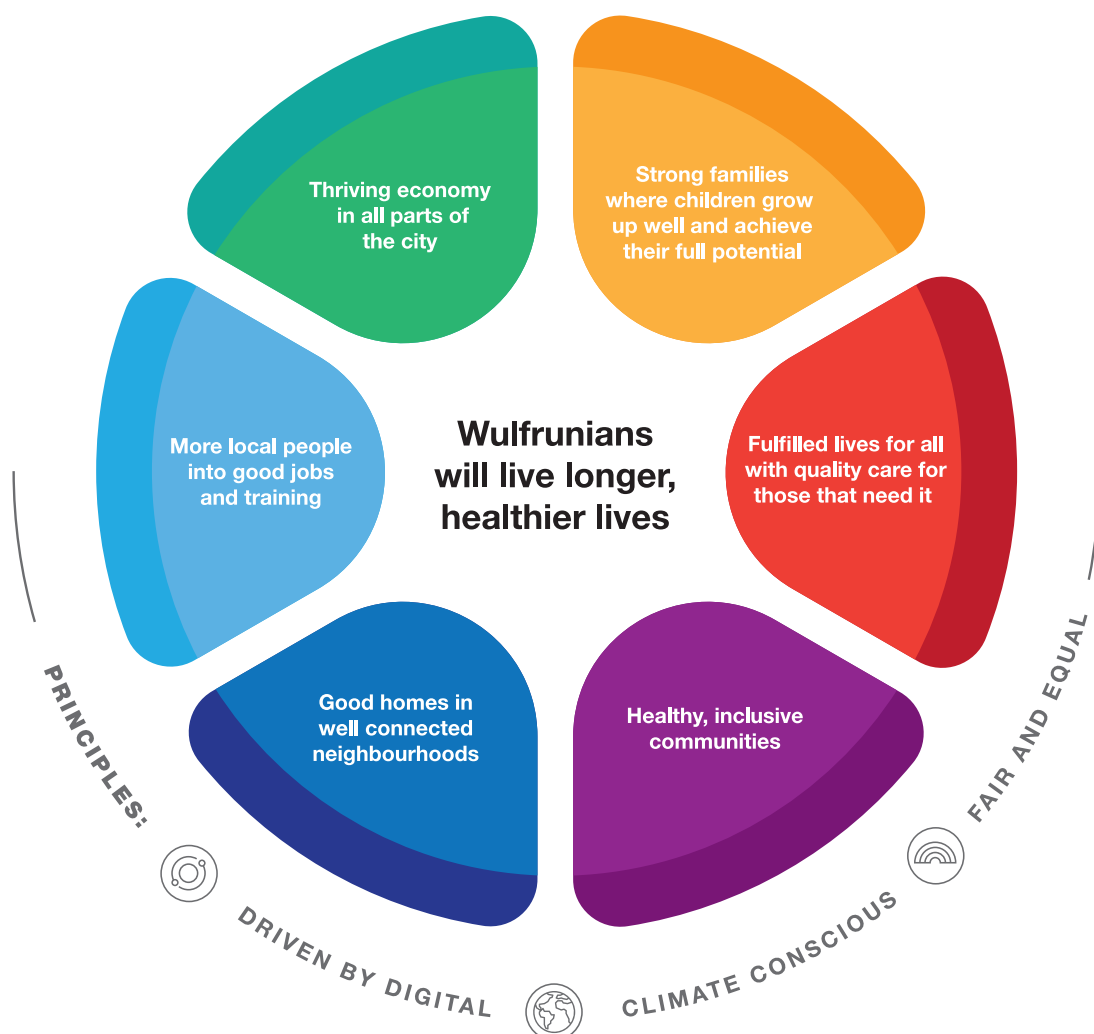 Thriving economy
in all parts of
the city
Strong families
where children grow
up well and achieve
their full potential
More local people
into good jobs
and training
Wulfrunians
will live longer,
healthier lives
Fulfilled lives for all
with quality care for
those that need it
Good homes in
well connected
neighbourhoods
Healthy, inclusive
communities
PRINCIPLES:
DRIVEN BY DIGITAL
CLIMATE CONSCIOUS
FAIR AND EQUAL